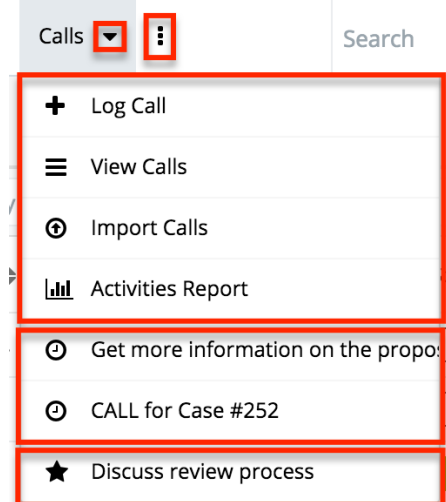 Calls Search
Log Call
View Calls
Import Calls
Activities Report
Get more information on the
CALL for Case #252
Discuss review process